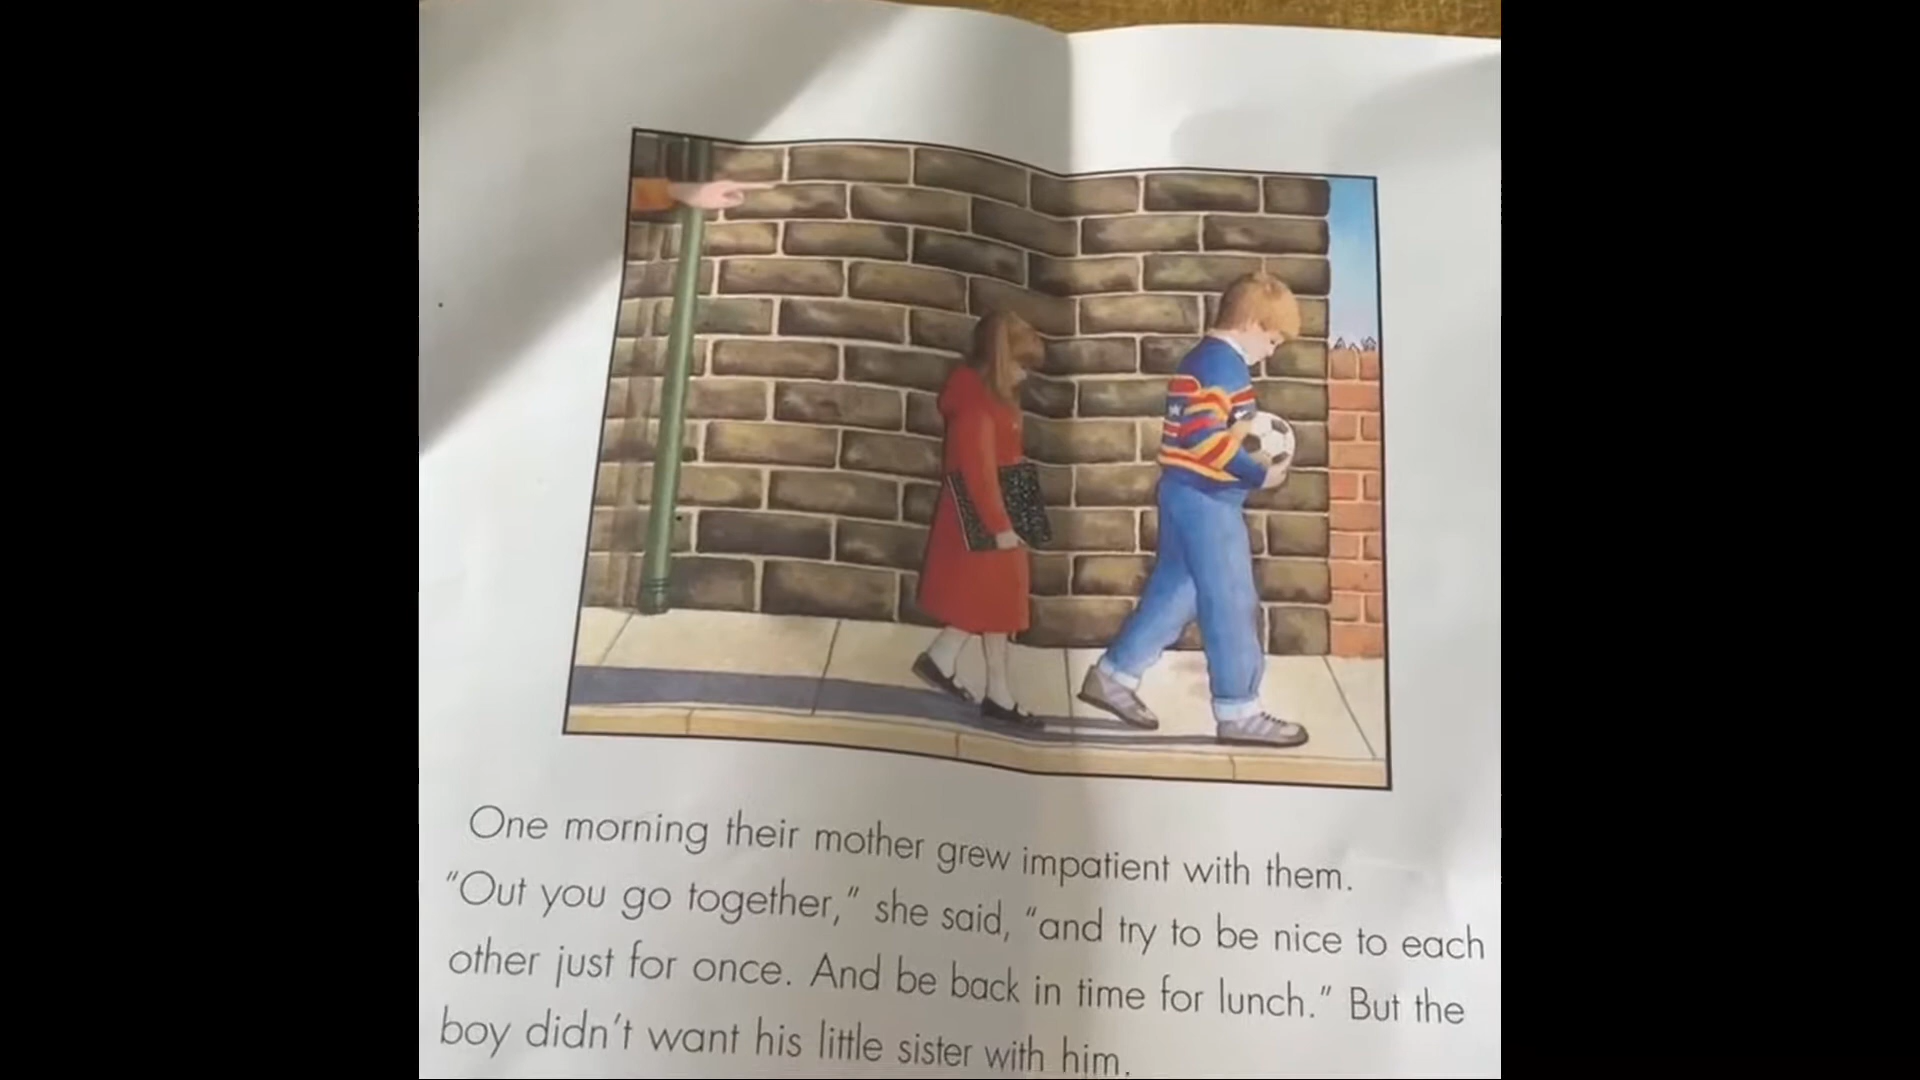 One morning their mother grew impatient with them.
"Out you go together," she said, "and try to be nice to each
other just for once. And be back in time for lunch." But the
boy didn't want his little sister with him.